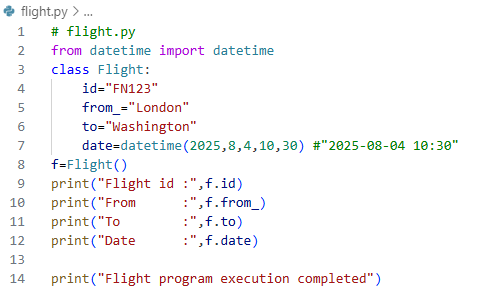 flight.py > ...
1 # flight.py
2 from datetime import datetime
3 class Flight:
4     id="FN123"
5     from_="London"
6     to="Washington"
7     date=datetime(2025,8,4,10,30) #"2025-08-04 10:30"
8 f=Flight()
9 print("Flight id :",f.id)
10 print("From      :",f.from_)
11 print("To        :",f.to)
12 print("Date      :",f.date)
13
14 print("Flight program execution completed")